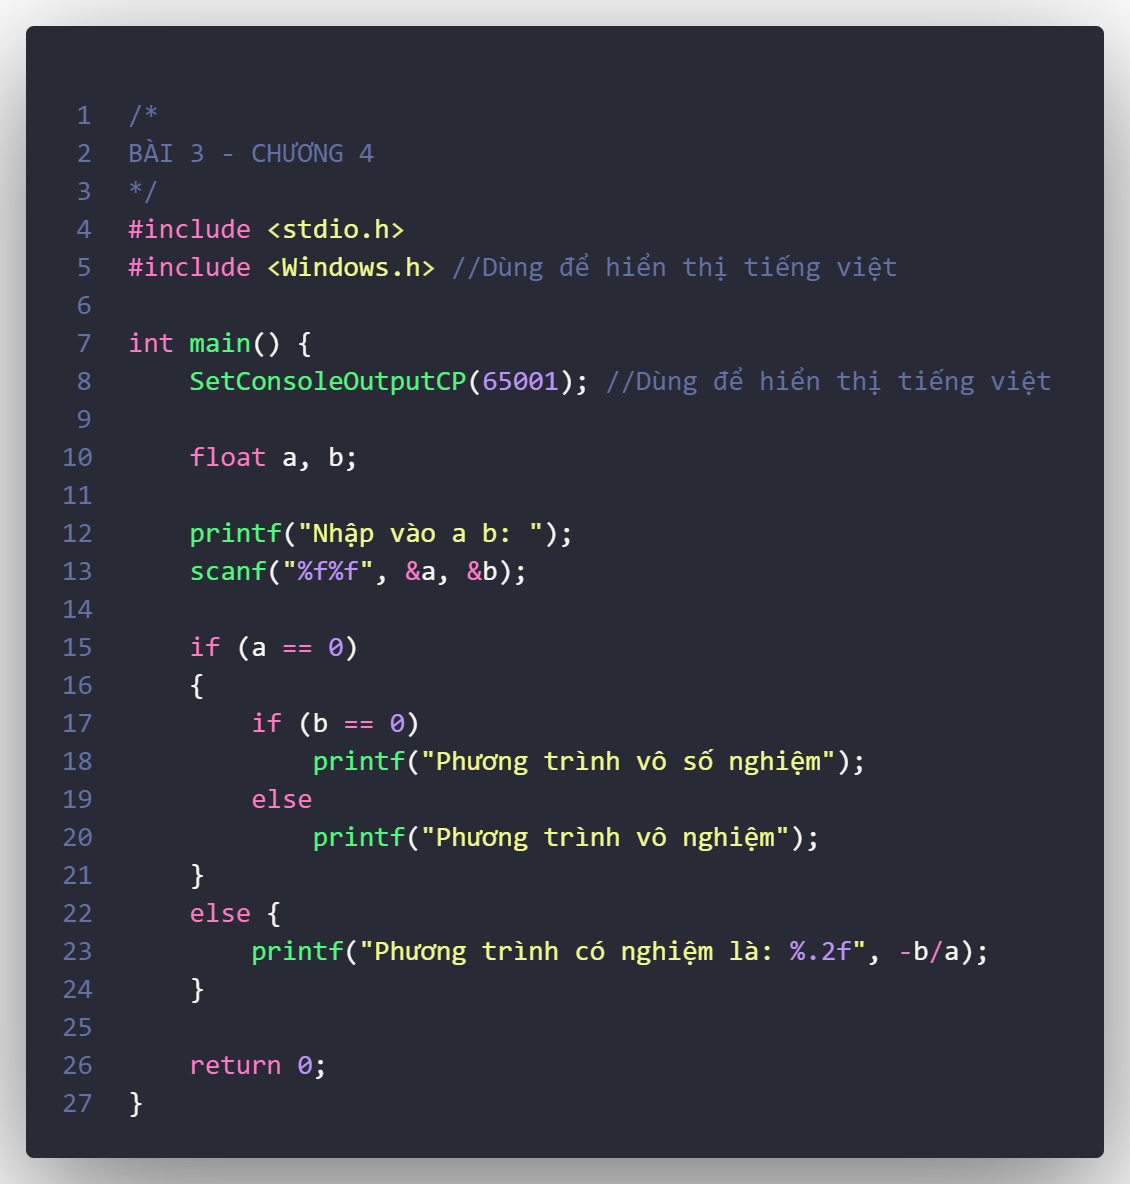 1 /*
2 BÀI 3 - CHƯƠNG 4
3 */
4 #include <stdio.h>
5 #include <Windows.h> //Dùng để hiển thị tiếng việt
6
7 int main() {
8     SetConsoleOutputCP(65001); //Dùng để hiển thị tiếng việt
9
10     float a, b;
11
12     printf("Nhập vào a b: ");
13     scanf("%f%f", &a, &b);
14
15     if (a == 0)
16     {
17         if (b == 0)
18             printf("Phương trình vô số nghiệm");
19         else
20             printf("Phương trình vô nghiệm");
21     }
22     else {
23         printf("Phương trình có nghiệm là: %.2f", -b/a);
24     }
25
26     return 0;
27 }